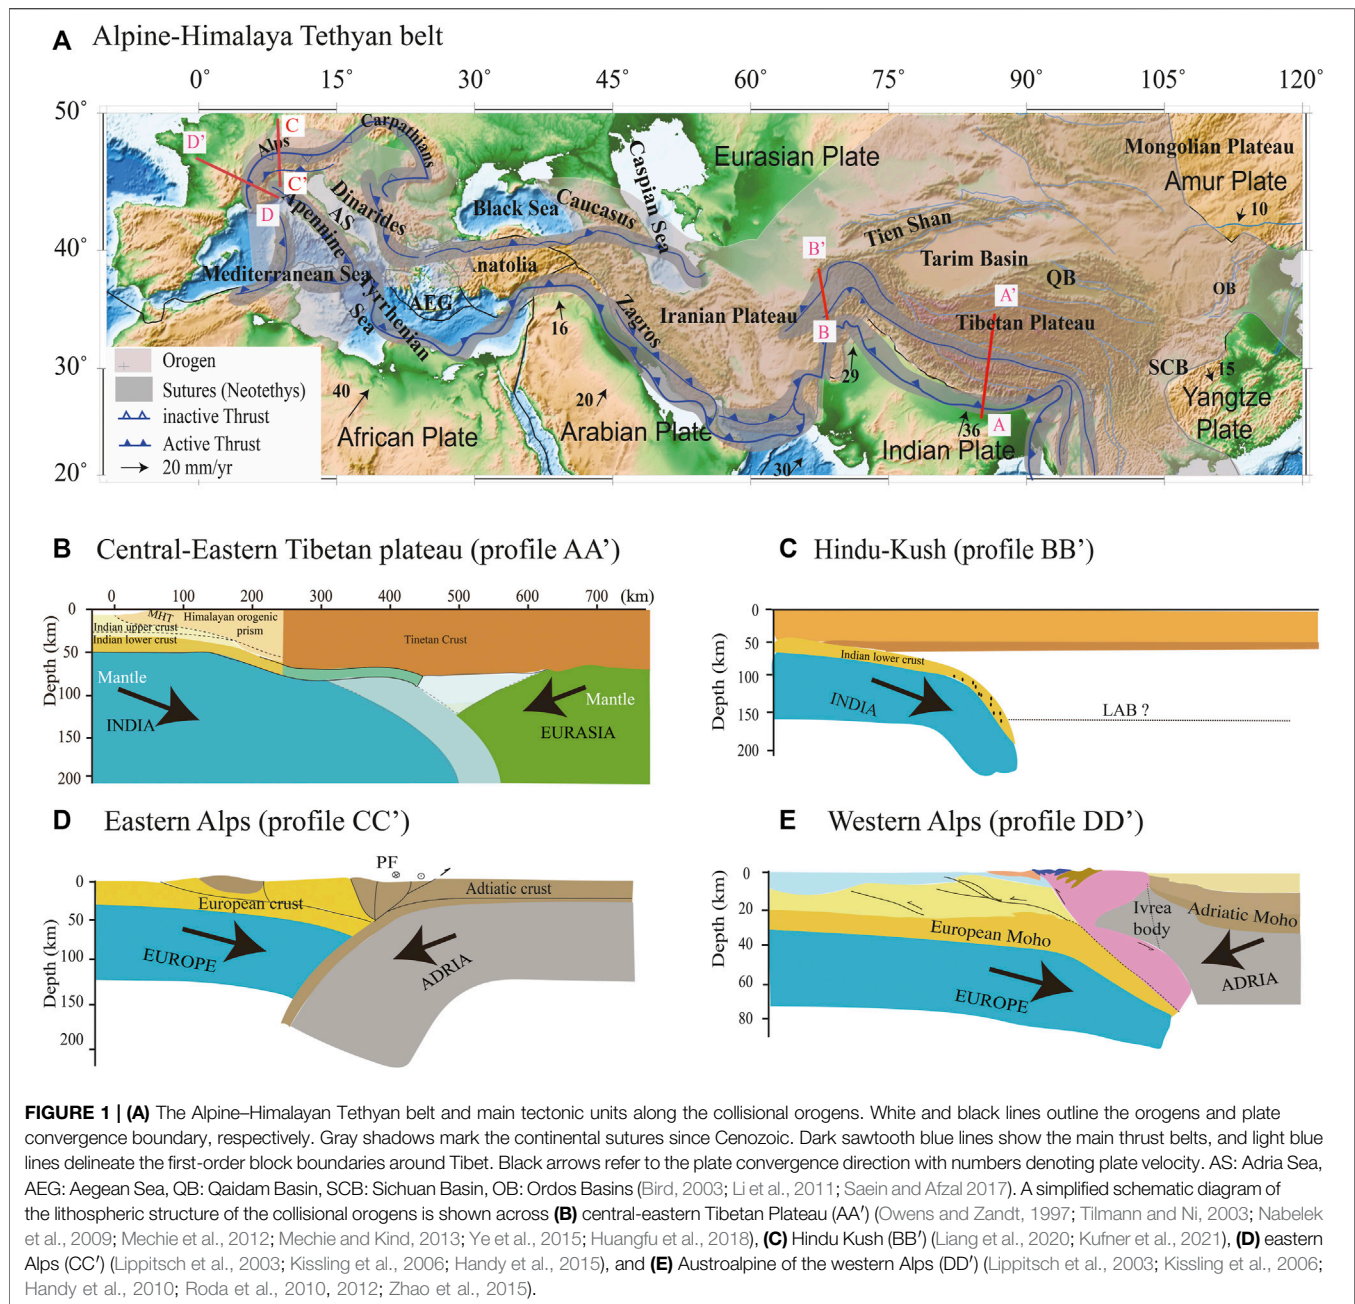 A Alpine-Himalaya Tethyan belt
0° 15° 30° 45° 60° 75° 90° 105° 120°
50°
40°
30°
20°
D'
C
Alps
Carpathians
C'
D
Apennine
AS
Dinarides
Black Sea
Caucasus
Caspian Sea
Eurasian Plate
Mongolian Plateau
Amur Plate
10
Tien Shan
Tarim Basin
QB
OB
Mediterranean Sea
Tyrrhenian
Sea
AEG
Anatolia
16
Zagros
Iranian Plateau
B'
B
A'
Tibetan Plateau
SCB
15
Yangtze
Plate
29
36
A
Indian Plate
30
20
Arabian Plate
40
African Plate
Orogen
Sutures (Neotethys)
inactive Thrust
Active Thrust
20 mm/yr
B Central-Eastern Tibetan plateau (profile AA’)
0 100 200 300 400 500 600 700 (km)
Depth (km)
0
50
100
150
200
MHT
Himalayan orogenic
prism
Indian upper crust
Indian lower crust
Tinetan Crust
Mantle
INDIA
Mantle
EURASIA
C Hindu-Kush (profile BB’)
Depth (km)
0
50
100
150
200
Indian lower crust
INDIA
LAB ?
D Eastern Alps (profile CC’)
Depth (km)
0
50
100
150
200
PF
European crust
Adtiatic crust
EUROPE
ADRIA
E Western Alps (profile DD’)
Depth (km)
0
20
40
60
80
European Moho
Ivrea
body
Adriatic Moho
EUROPE
ADRIA
FIGURE 1 | (A) The Alpine–Himalayan Tethyan belt and main tectonic units along the collisional orogens. White and black lines outline the orogens and plate
convergence boundary, respectively. Gray shadows mark the continental sutures since Cenozoic. Dark sawtooth blue lines show the main thrust belts, and light blue
lines delineate the first-order block boundaries around Tibet. Black arrows refer to the plate convergence direction with numbers denoting plate velocity. AS: Adria Sea,
AEG: Aegean Sea, QB: Qaidam Basin, SCB: Sichuan Basin, OB: Ordos Basins (Bird, 2003; Li et al., 2011; Saein and Afzal 2017). A simplified schematic diagram of
the lithospheric structure of the collisional orogens is shown across (B) central-eastern Tibetan Plateau (AA′) (Owens and Zandt, 1997; Tilmann and Ni, 2003; Nabelek
et al., 2009; Mechie et al., 2012; Mechie and Kind, 2013; Ye et al., 2015; Huangfu et al., 2018), (C) Hindu Kush (BB′) (Liang et al., 2020; Kufner et al., 2021), (D) eastern
Alps (CC′) (Lippitsch et al., 2003; Kissling et al., 2006; Handy et al., 2015), and (E) Austroalpine of the western Alps (DD′) (Lippitsch et al., 2003; Kissling et al., 2006;
Handy et al., 2010; Roda et al., 2010, 2012; Zhao et al., 2015).